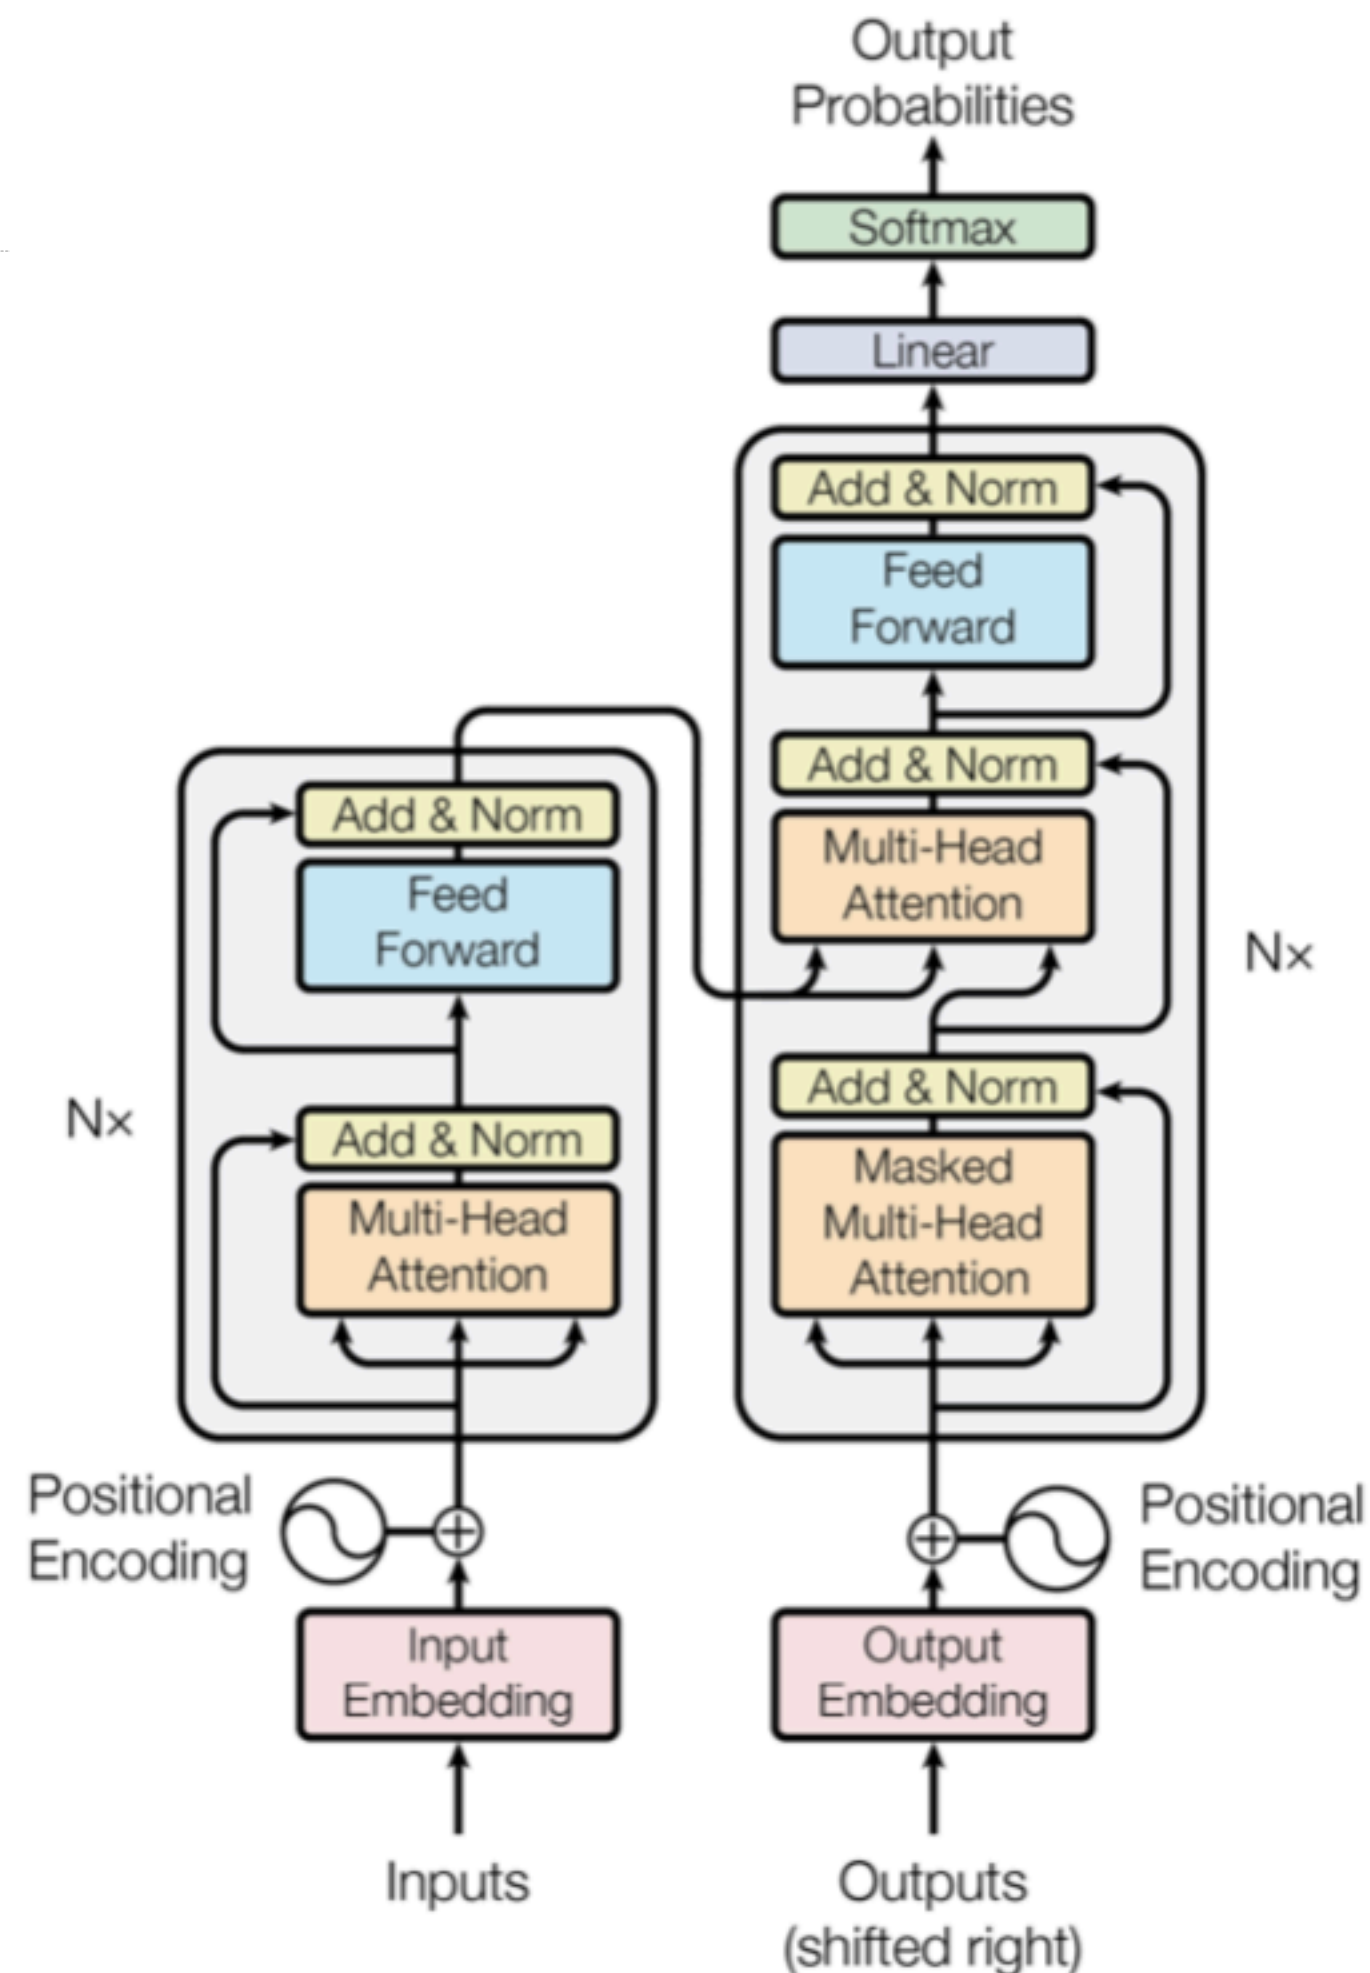 Output
Probabilities
Softmax
Linear
Add & Norm
Feed
Forward
Add & Norm
Multi-Head
Attention
Nx
Add & Norm
Masked
Multi-Head
Attention
Add & Norm
Feed
Forward
Nx
Add & Norm
Multi-Head
Attention
Positional
Encoding
Positional
Encoding
Input
Embedding
Output
Embedding
Inputs
Outputs
(shifted right)